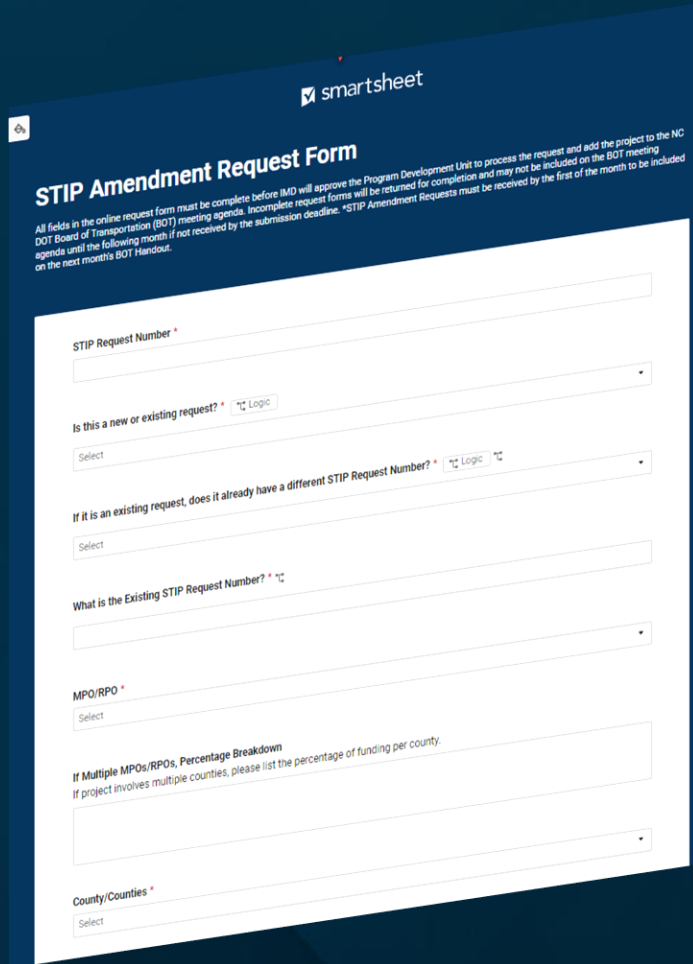 smartsheet
STIP Amendment Request Form
All fields in the online request form must be complete before IMD will approve the Program Development Unit to process the request and add the project to the NC
DOT Board of Transportation (BOT) meeting agenda. Incomplete request forms will be returned for completion and may not be included on the BOT meeting
agenda until the following month if not received by the submission deadline. *STIP Amendment Requests must be received by the first of the month to be included
on the next month's BOT Handout.
STIP Request Number *
Is this a new or existing request? * Logic
Select
If it is an existing request, does it already have a different STIP Request Number? * Logic
Select
What is the Existing STIP Request Number? *
MPO/RPO *
Select
If Multiple MPOs/RPOs, Percentage Breakdown
If project involves multiple counties, please list the percentage of funding per county.
County/Counties *
Select